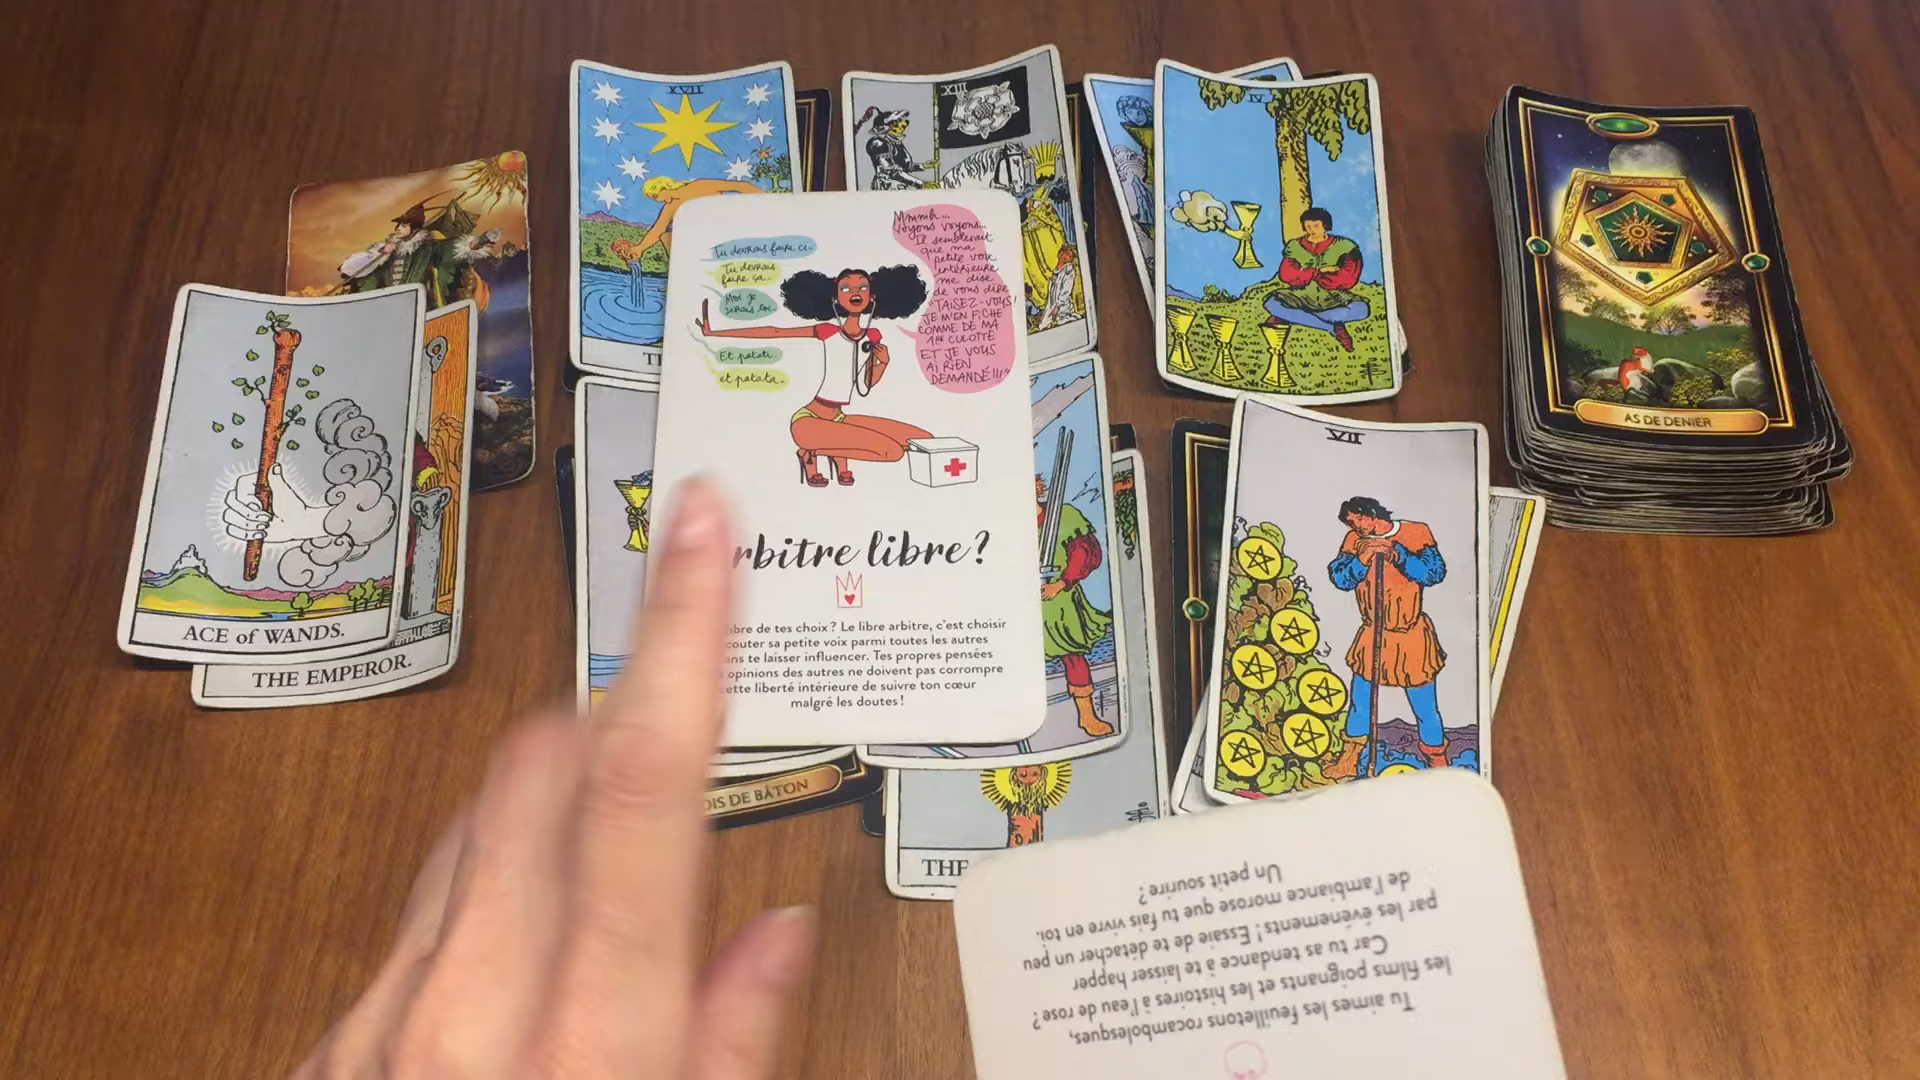 XVII
XIII
IV
VII
ACE of WANDS.
THE EMPEROR.
Tu devrais faire ci..
Tu devrais
faire ça..
Moi je
serais toi..
Et patati
et patata..
Mmmh...
Voyons voyons..
Il semblerait
que ma
petite voix
intérieure
me dise
de vous dire
"TAISEZ-VOUS!
JE M'EN FICHE
COMME DE MA
1ère CULOTTE
ET JE VOUS
AI RIEN
DEMANDÉ!!!"
rbitre libre?
ibre de tes choix? Le libre arbitre, c'est choisir
couter sa petite voix parmi toutes les autres
ans te laisser influencer. Tes propres pensées
opinions des autres ne doivent pas corrompre
cette liberté intérieure de suivre ton cœur
malgré les doutes!
AS DE DENIER
OIS DE BÂTON
THE
Tu aimes les feuilletons rocambolesques,
les films poignants et les histoires à l'eau de rose?
Car tu as tendance à te laisser happer
par les événements! Essaie de te détacher un peu
de l'ambiance morose que tu fais vivre en toi.
Un petit sourire?